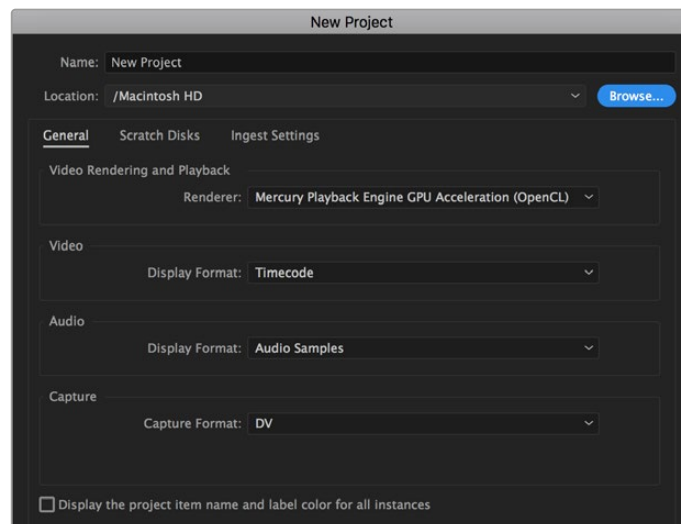 New Project
Name: New Project
Location: /Macintosh HD Browse...
General Scratch Disks Ingest Settings
Video Rendering and Playback
Renderer: Mercury Playback Engine GPU Acceleration (OpenCL)
Video
Display Format: Timecode
Audio
Display Format: Audio Samples
Capture
Capture Format: DV
Display the project item name and label color for all instances